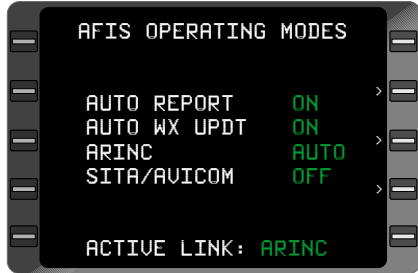 AFIS OPERATING MODES
AUTO REPORT ON >
AUTO WX UPDT ON
ARINC AUTO >
SITA/AVICOM OFF >
ACTIVE LINK: ARINC